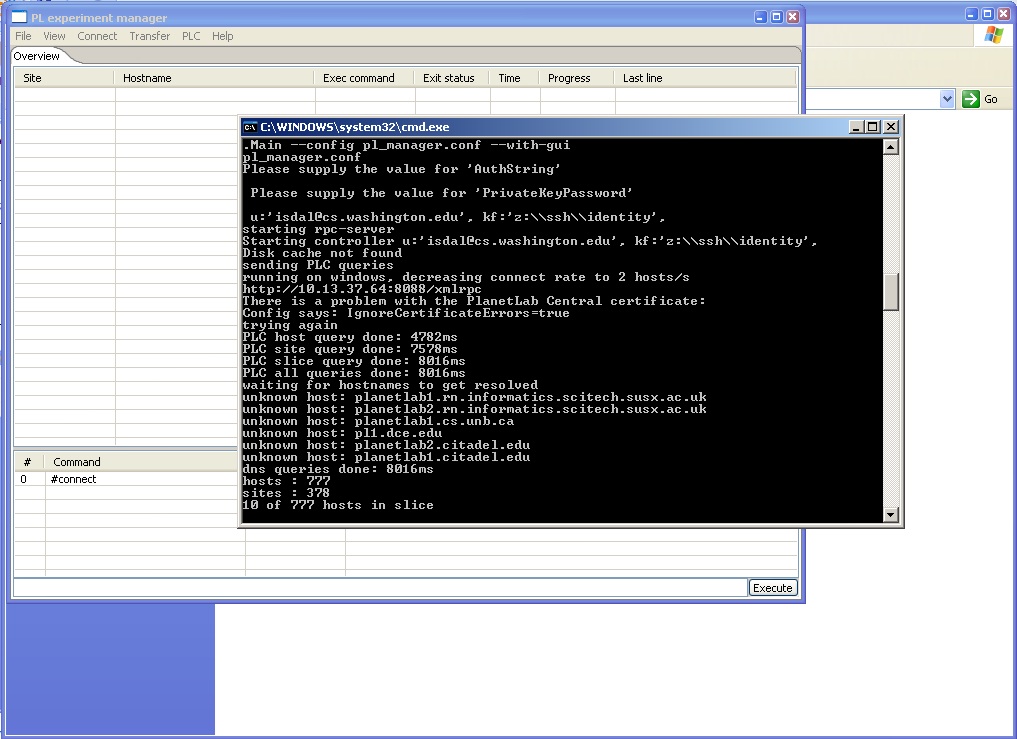 PL experiment manager
File View Connect Transfer PLC Help
Overview
Site Hostname Exec command Exit status Time Progress Last line
Go
C:\WINDOWS\system32\cmd.exe
.Main --config pl_manager.conf --with-gui
pl_manager.conf
Please supply the value for 'AuthString'
Please supply the value for 'PrivateKeyPassword'
u:'isdal@cs.washington.edu', kf:'z:\\ssh\\identity',
starting rpc-server
Starting controller u:'isdal@cs.washington.edu', kf:'z:\\ssh\\identity',
Disk cache not found
sending PLC queries
running on windows, decreasing connect rate to 2 hosts/s
http://10.13.37.64:8088/xmlrpc
There is a problem with the PlanetLab Central certificate:
Config says: IgnoreCertificateErrors=true
trying again
PLC host query done: 4782ms
PLC site query done: 7578ms
PLC slice query done: 8016ms
PLC all queries done: 8016ms
waiting for hostnames to get resolved
unknown host: planetlab1.rn.informatics.scitech.susx.ac.uk
unknown host: planetlab2.rn.informatics.scitech.susx.ac.uk
unknown host: planetlab1.cs.unb.ca
unknown host: pl1.dce.edu
unknown host: planetlab2.citadel.edu
unknown host: planetlab1.citadel.edu
dns queries done: 8016ms
hosts : 777
sites : 378
10 of 777 hosts in slice
# Command
0 #connect
Execute